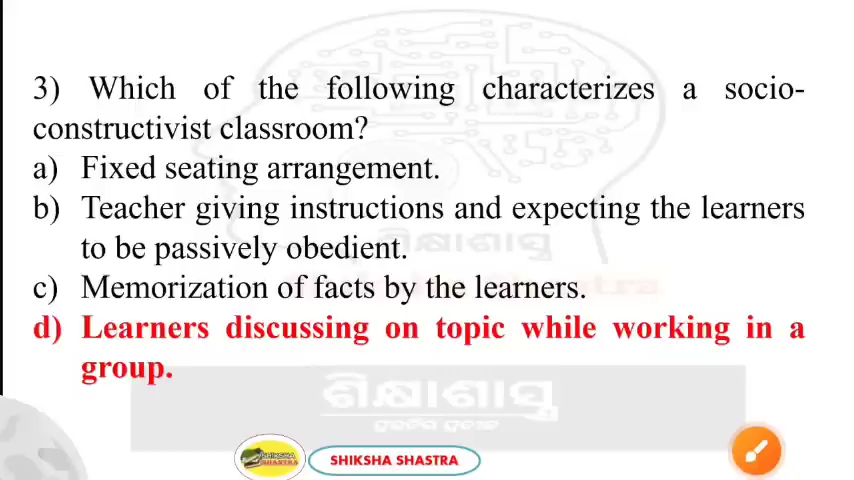 3) Which of the following characterizes a socio-
constructivist classroom?
a) Fixed seating arrangement.
b) Teacher giving instructions and expecting the learners
to be passively obedient.
c) Memorization of facts by the learners.
d) Learners discussing on topic while working in a
group.
ଶିକ୍ଷାଶାସ୍ତ୍ର
SHIKSHA
SHASTRA
SHIKSHA SHASTRA